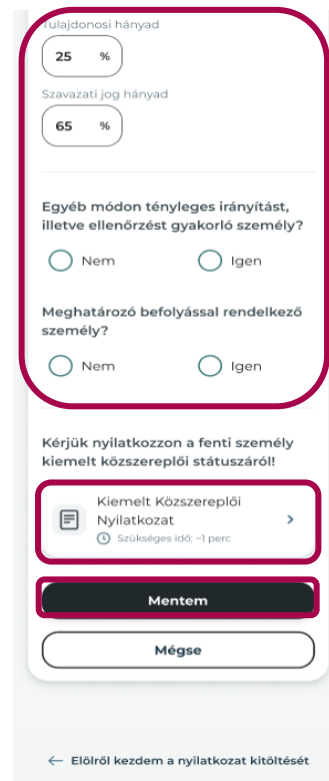 Tulajdonosi hányad
25 %
Szavazati jog hányad
65 %
Egyéb módon tényleges irányítást,
illetve ellenőrzést gyakorló személy?
Nem Igen
Meghatározó befolyással rendelkező
személy?
Nem Igen
Kérjük nyilatkozzon a fenti személy
kiemelt közszereplői státuszáról!
Kiemelt Közszereplői
Nyilatkozat
Szükséges idő: ~1 perc
Mentem
Mégse
← Elölről kezdem a nyilatkozat kitöltését